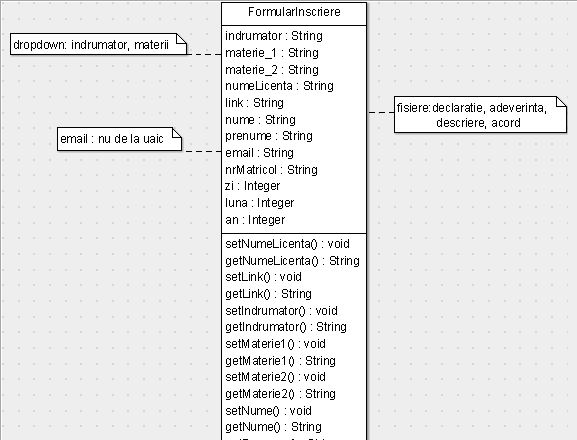 FormularInscriere
indrumator : String
materie_1 : String
materie_2 : String
numeLicenta : String
link : String
nume : String
prenume : String
email : String
nrMatricol : String
zi : Integer
luna : Integer
an : Integer
setNumeLicenta() : void
getNumeLicenta() : String
setLink() : void
getLink() : String
setIndrumator() : void
getIndrumator() : String
setMaterie1() : void
getMaterie1() : String
setMaterie2() : void
getMaterie2() : String
setNume() : void
getNume() : String
dropdown: indrumator, materii
email : nu de la uaic
fisiere:declaratie, adeverinta,
descriere, acord